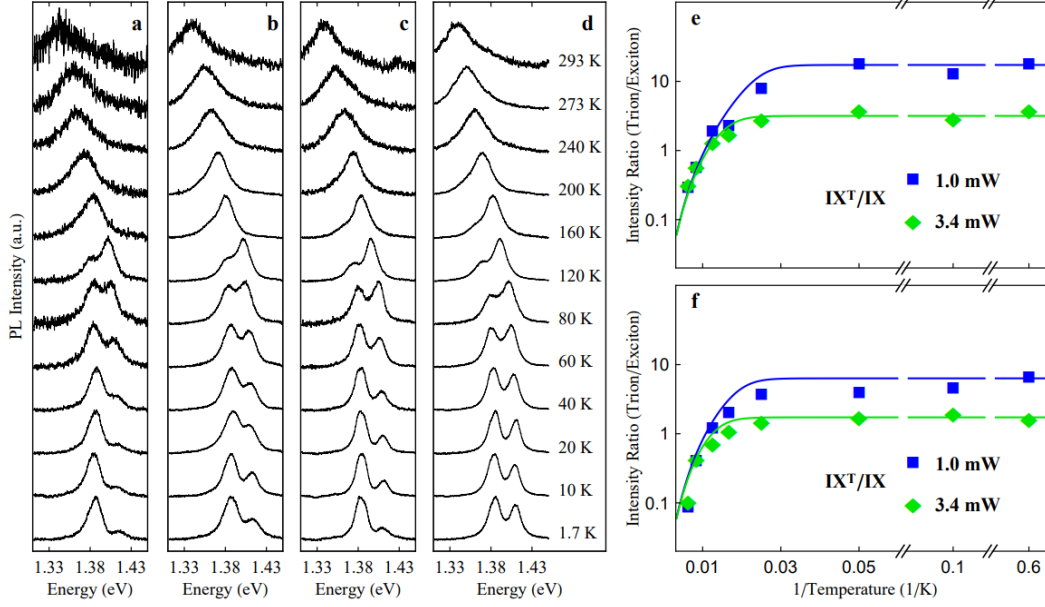 a
b
c
d
293 K
273 K
240 K
200 K
160 K
120 K
80 K
60 K
40 K
20 K
10 K
1.7 K
PL Intensity (a.u.)
1.33 1.38 1.43
1.33 1.38 1.43
1.33 1.38 1.43
1.33 1.38 1.43
Energy (eV)
Energy (eV)
Energy (eV)
Energy (eV)
e
Intensity Ratio (Trion/Exciton)
10
1
0.1
IXᵀ/IX
1.0 mW
3.4 mW
f
Intensity Ratio (Trion/Exciton)
10
1
0.1
IXᵀ/IX
1.0 mW
3.4 mW
0.01 0.03 0.05 0.1 0.6
1/Temperature (1/K)